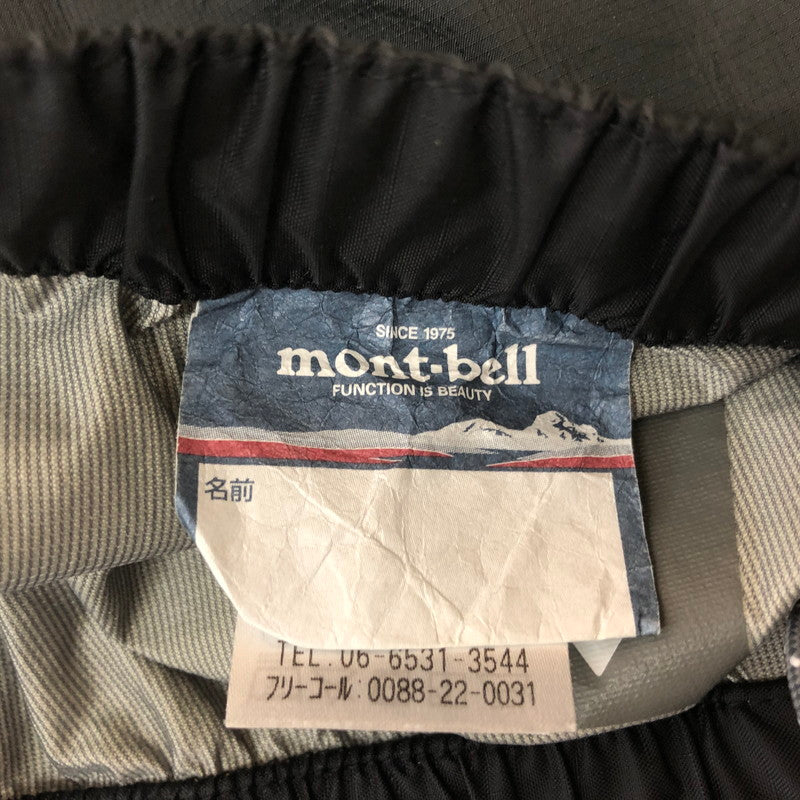 SINCE 1975
mont-bell
FUNCTION IS BEAUTY
名前
TEL:06-6531-3544
フリーコール:0088-22-0031